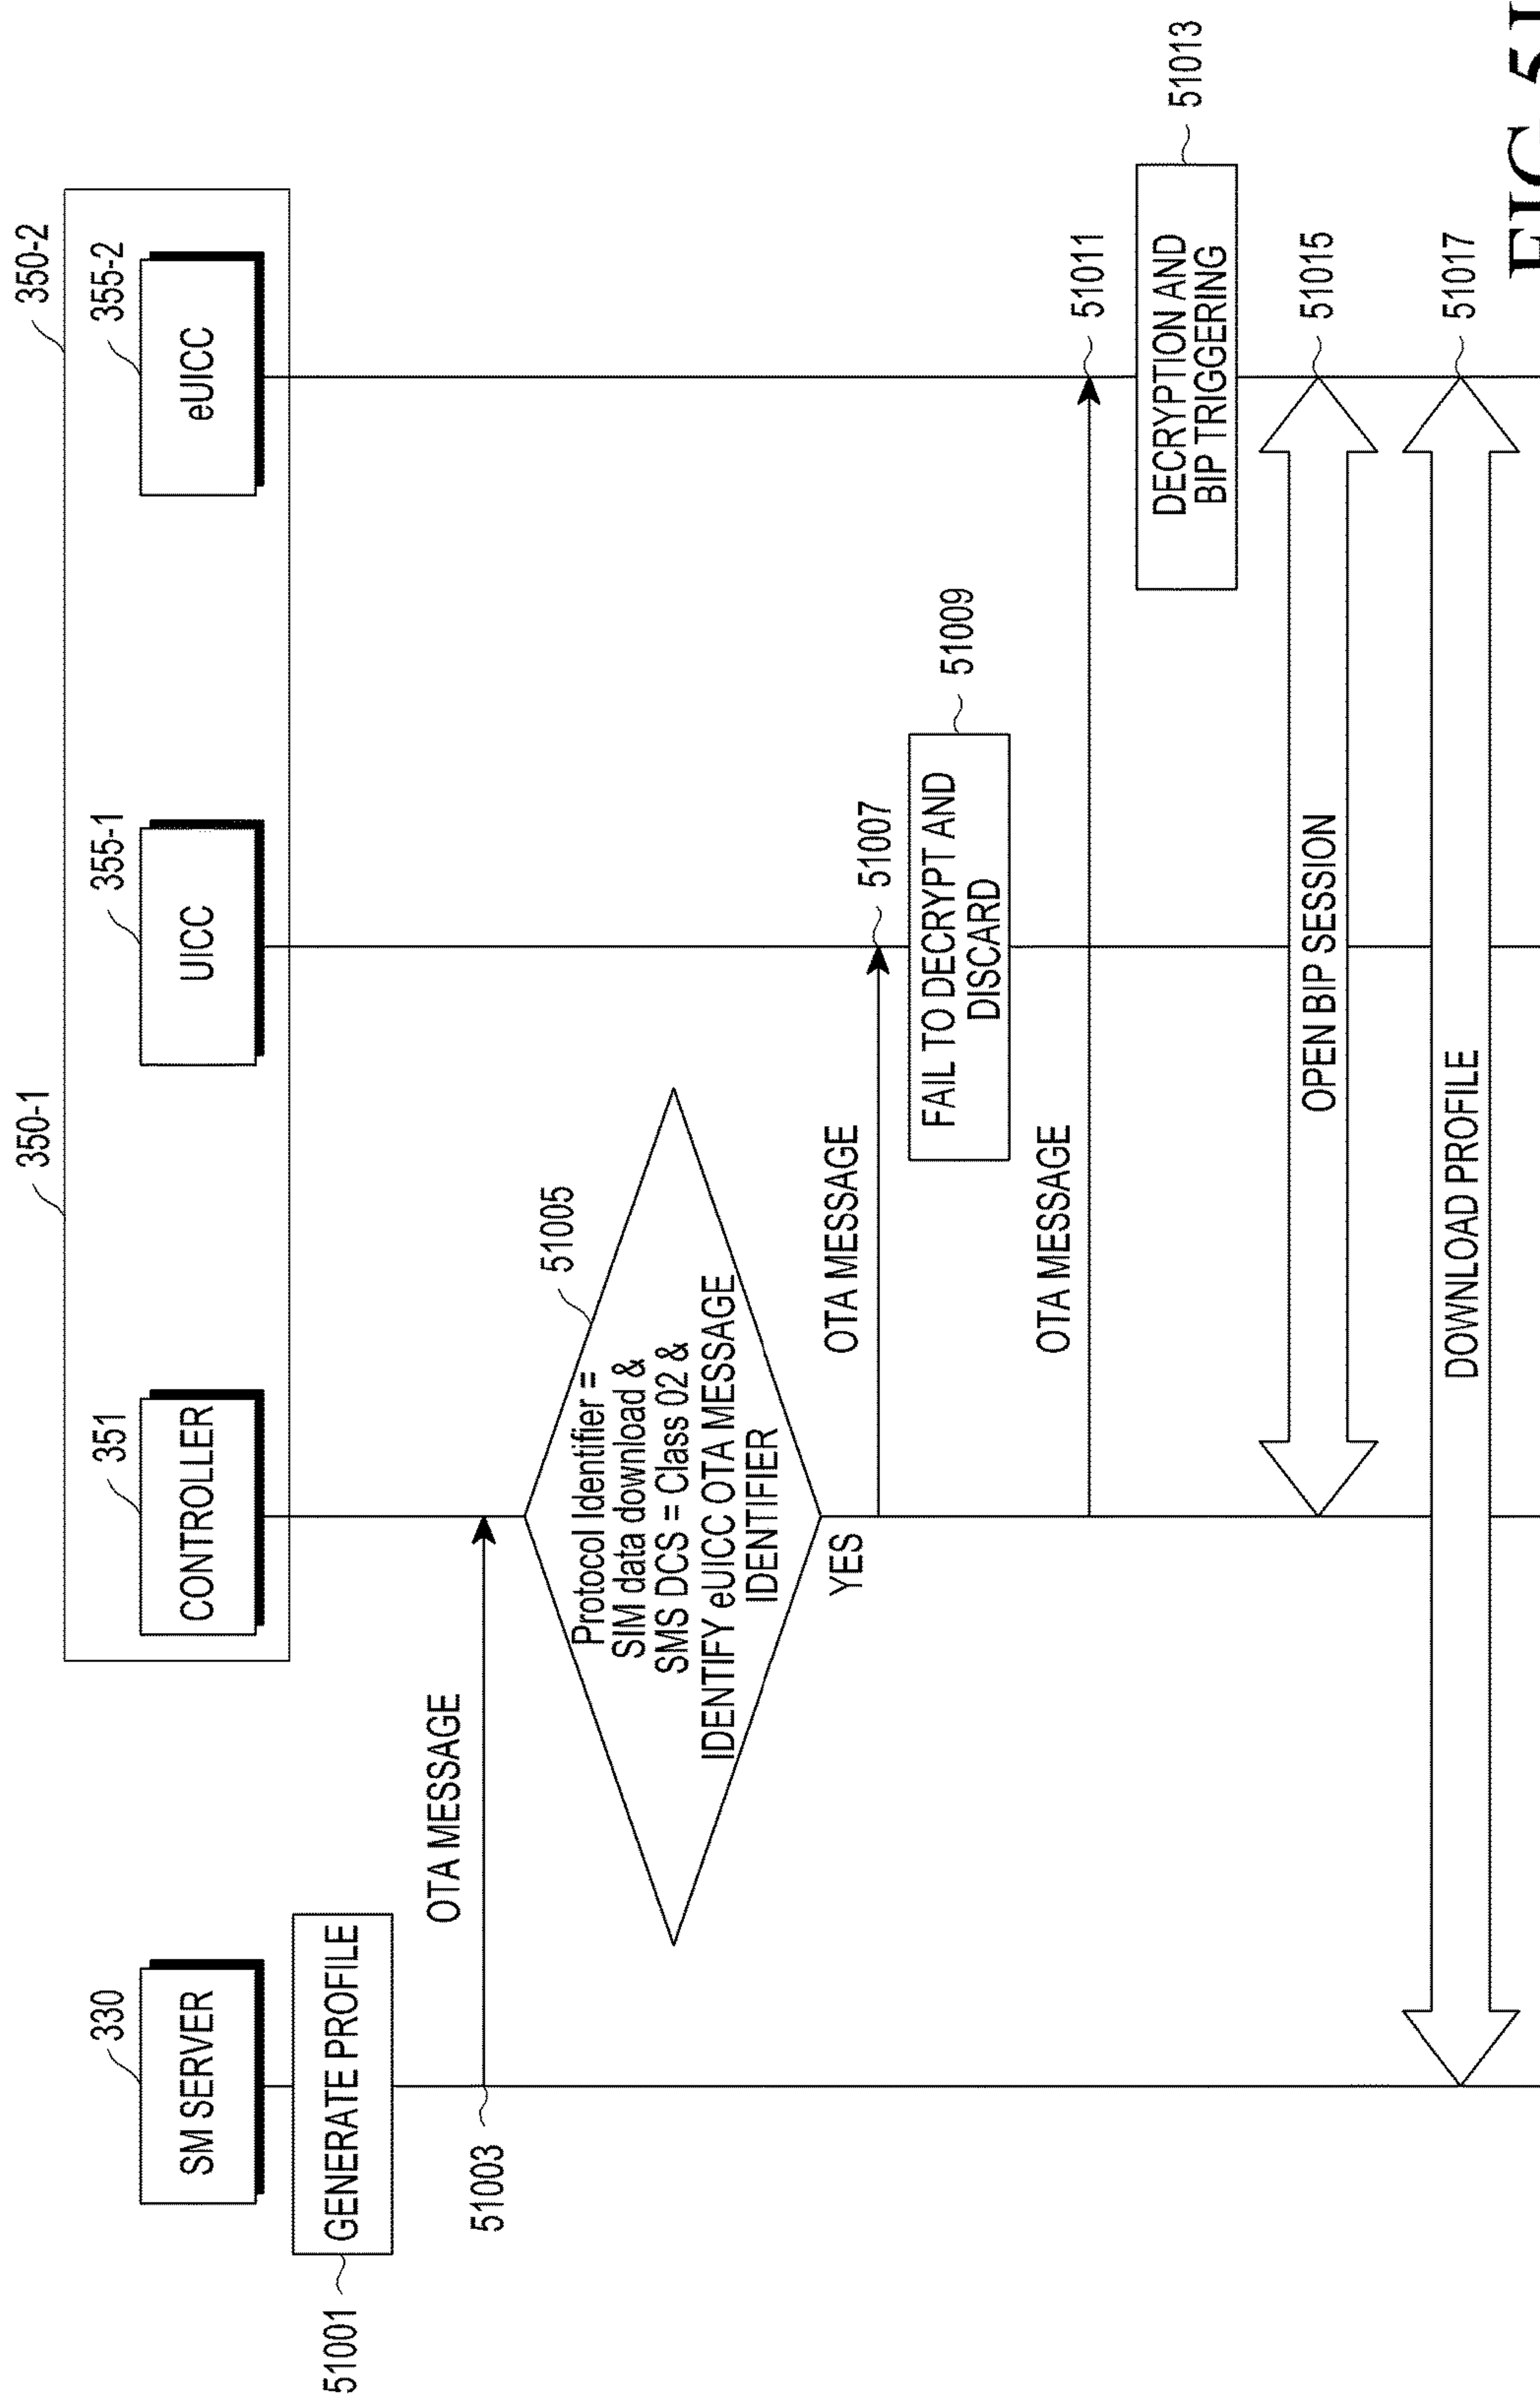 350-1
350-2
330
351
355-1
355-2
SM SERVER
CONTROLLER
UICC
eUICC
51001
GENERATE PROFILE
OTA MESSAGE
51003
51005
Protocol Identifier =
SIM data download &
SMS DCS = Class 02 &
IDENTIFY eUICC OTA MESSAGE
IDENTIFIER
YES
OTA MESSAGE
51007
FAIL TO DECRYPT AND
DISCARD
51009
OTA MESSAGE
51011
DECRYPTION AND
BIP TRIGGERING
51013
OPEN BIP SESSION
51015
DOWNLOAD PROFILE
51017